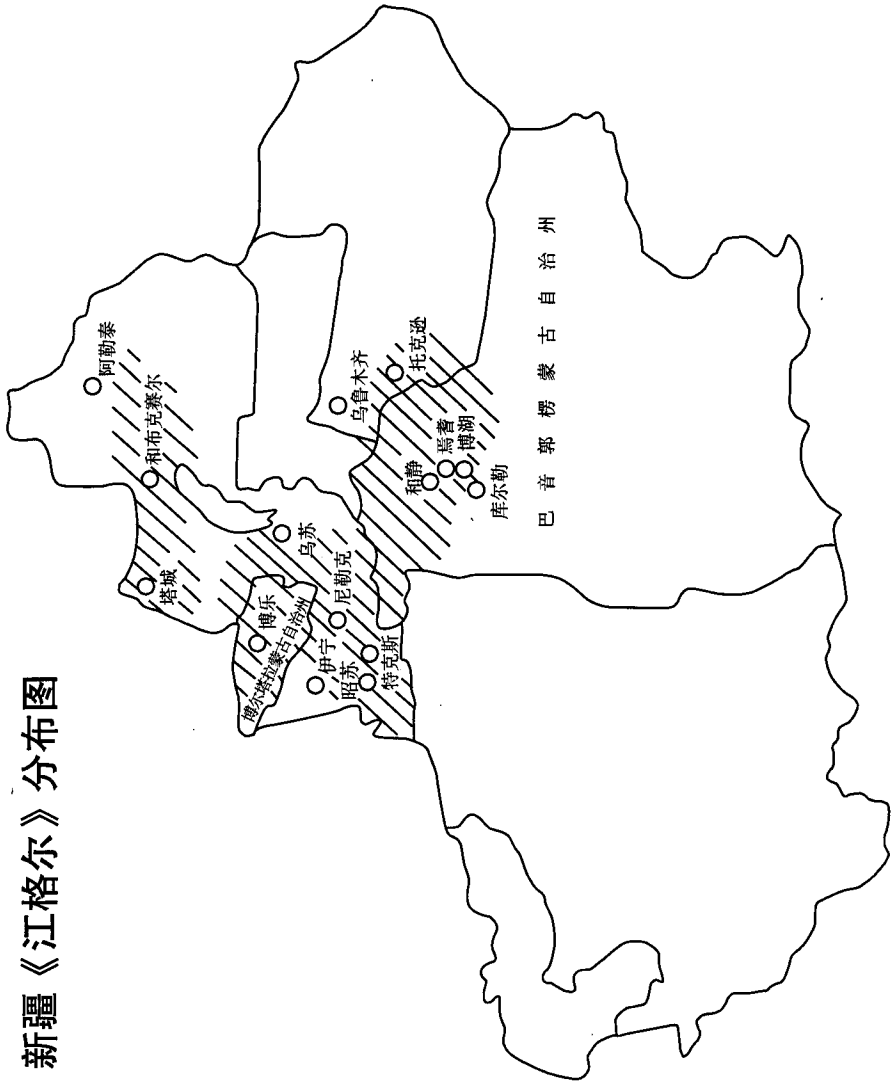 新疆《江格尔》分布图
阿勒泰
和布克赛尔
塔城
乌苏
博乐
博尔塔拉蒙古自治州
尼勒克
伊宁
昭苏
特克斯
乌鲁木齐
托克逊
和静
焉耆
博湖
库尔勒
巴音郭楞蒙古自治州